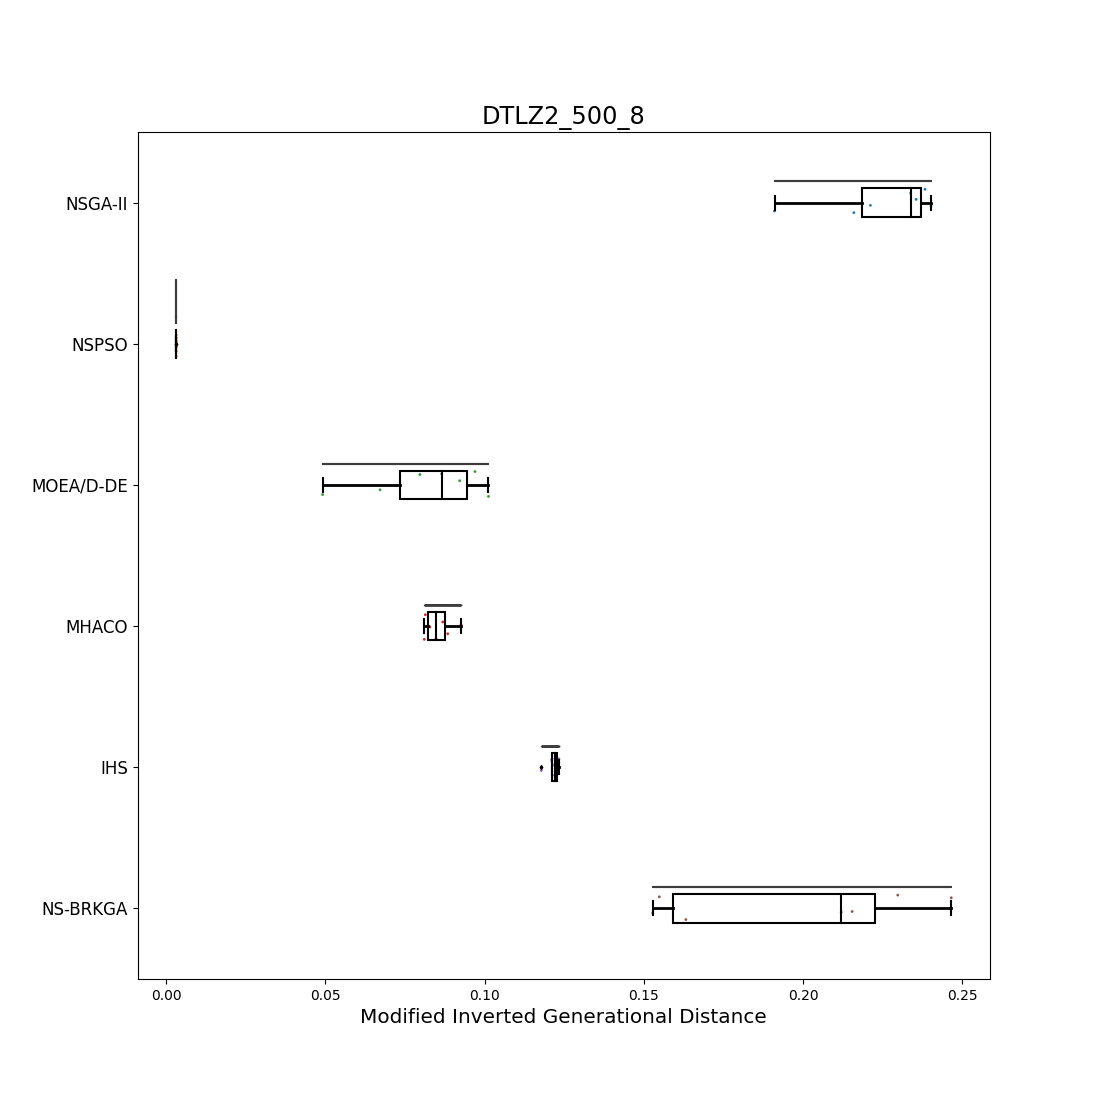 DTLZ2_500_8
NSGA-II
NSPSO
MOEA/D-DE
MHACO
IHS
NS-BRKGA
0.00 0.05 0.10 0.15 0.20 0.25
Modified Inverted Generational Distance